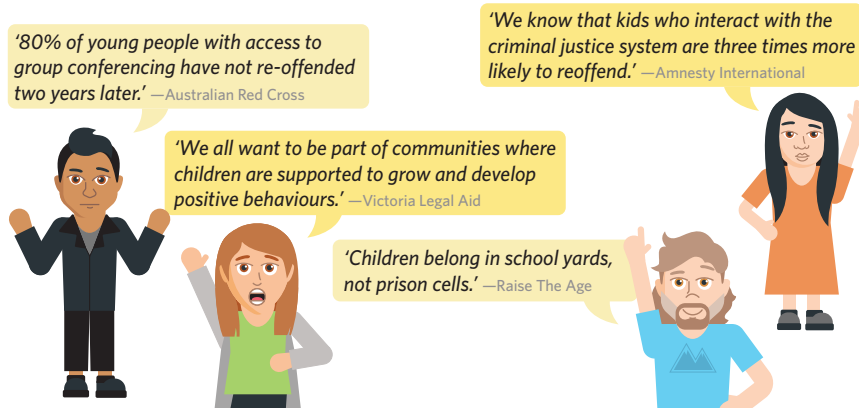 ‘80% of young people with access to
group conferencing have not re-offended
two years later.’ —Australian Red Cross
‘We know that kids who interact with the
criminal justice system are three times more
likely to reoffend.’ —Amnesty International
‘We all want to be part of communities where
children are supported to grow and develop
positive behaviours.’ —Victoria Legal Aid
‘Children belong in school yards,
not prison cells.’ —Raise The Age